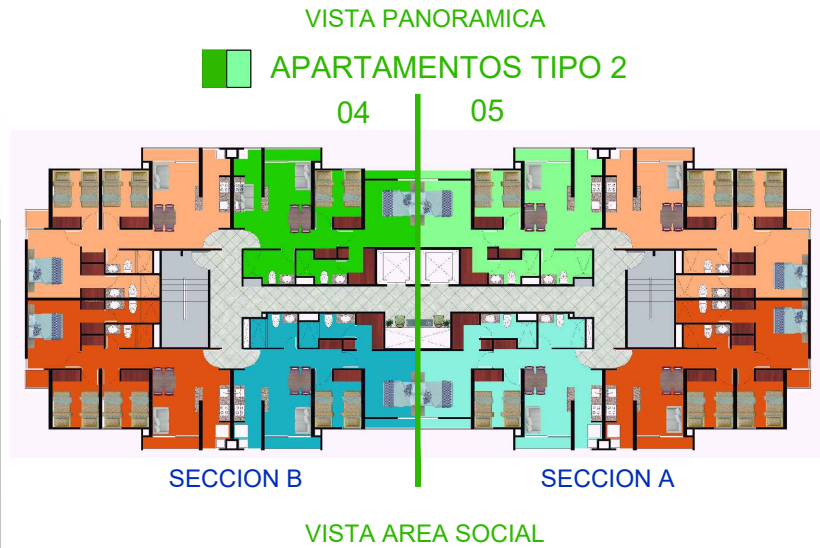 VISTA PANORAMICA
APARTAMENTOS TIPO 2
04 05
SECCION B SECCION A
VISTA AREA SOCIAL